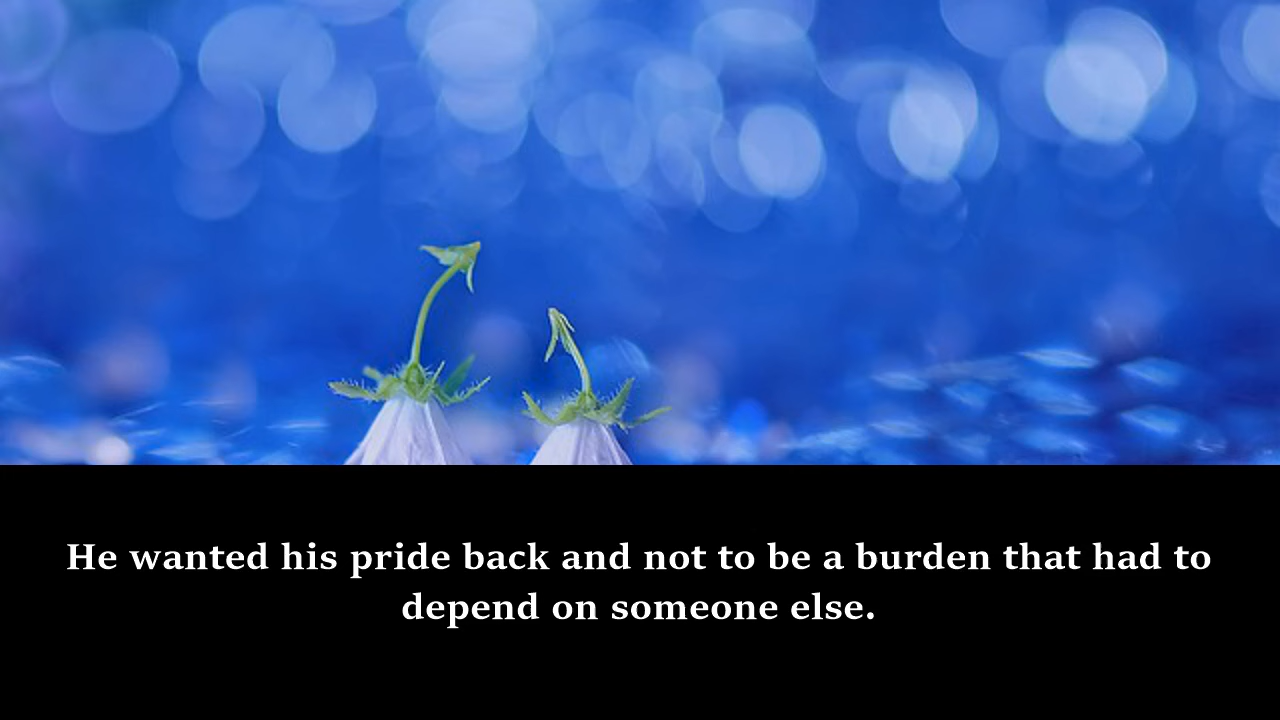 He wanted his pride back and not to be a burden that had to
depend on someone else.